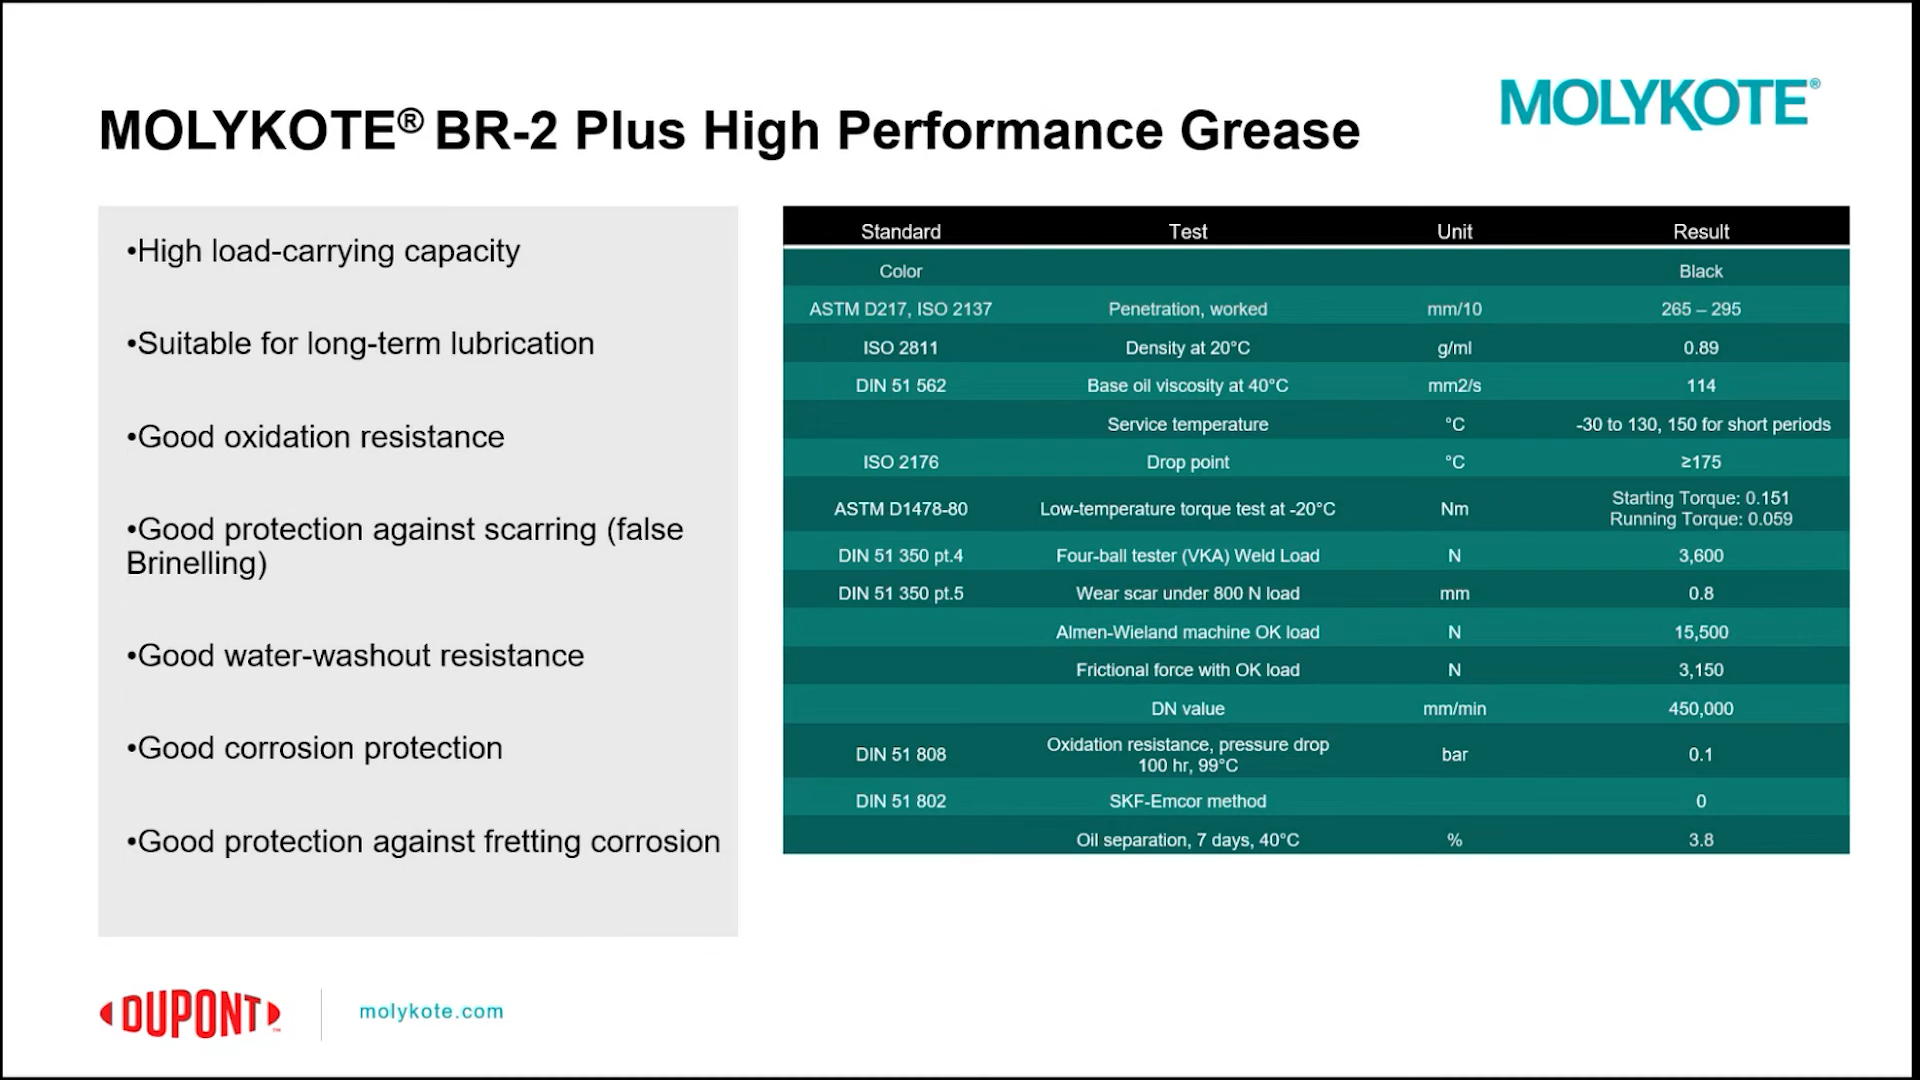 MOLYKOTE® BR-2 Plus High Performance Grease
MOLYKOTE®
•High load-carrying capacity
•Suitable for long-term lubrication
•Good oxidation resistance
•Good protection against scarring (false
Brinelling)
•Good water-washout resistance
•Good corrosion protection
•Good protection against fretting corrosion
Standard Test Unit Result
Color Black
ASTM D217, ISO 2137 Penetration, worked mm/10 265 – 295
ISO 2811 Density at 20°C g/ml 0.89
DIN 51 562 Base oil viscosity at 40°C mm2/s 114
Service temperature °C -30 to 130, 150 for short periods
ISO 2176 Drop point °C ≥175
ASTM D1478-80 Low-temperature torque test at -20°C Nm Starting Torque: 0.151
Running Torque: 0.059
DIN 51 350 pt.4 Four-ball tester (VKA) Weld Load N 3,600
DIN 51 350 pt.5 Wear scar under 800 N load mm 0.8
Almen-Wieland machine OK load N 15,500
Frictional force with OK load N 3,150
DN value mm/min 450,000
DIN 51 808 Oxidation resistance, pressure drop bar 0.1
100 hr, 99°C
DIN 51 802 SKF-Emcor method 0
Oil separation, 7 days, 40°C % 3.8
DUPONT™
molykote.com